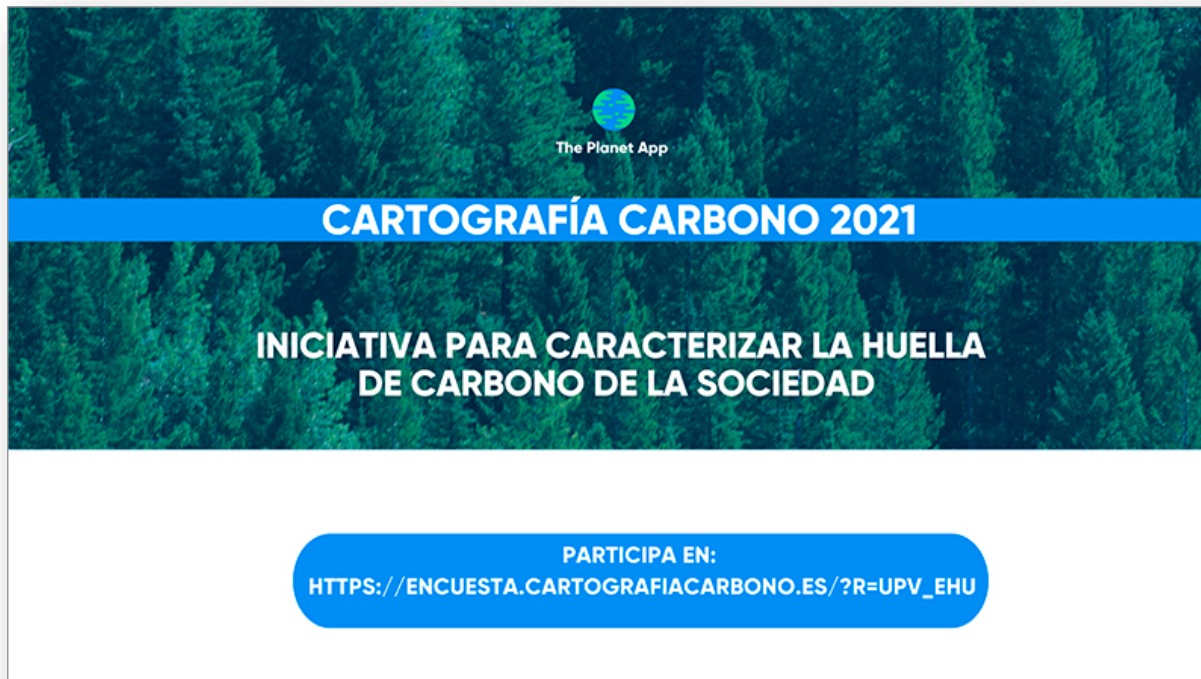 The Planet App
CARTOGRAFÍA CARBONO 2021
INICIATIVA PARA CARACTERIZAR LA HUELLA
DE CARBONO DE LA SOCIEDAD
PARTICIPA EN:
HTTPS://ENCUESTA.CARTOGRAFIACARBONO.ES/?R=UPV_EHU